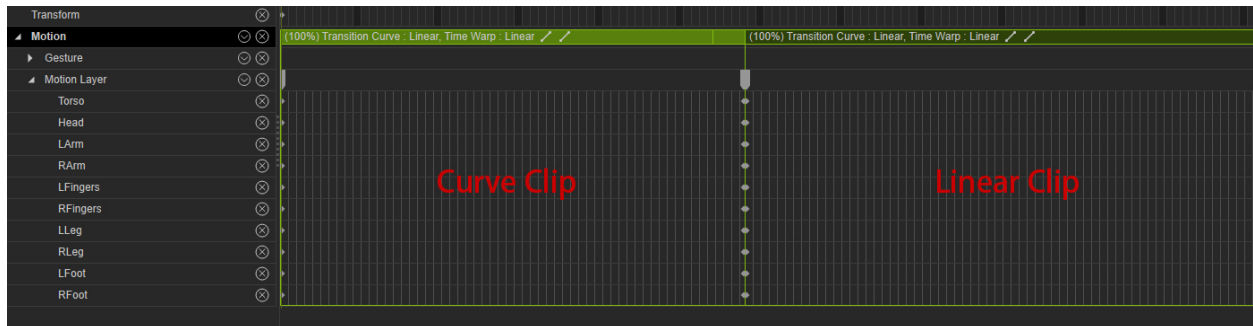 Transform
Motion
(100%) Transition Curve : Linear, Time Warp : Linear
(100%) Transition Curve : Linear, Time Warp : Linear
Gesture
Motion Layer
Torso
Head
LArm
RArm
LFingers
Curve Clip
Linear Clip
RFingers
LLeg
RLeg
LFoot
RFoot